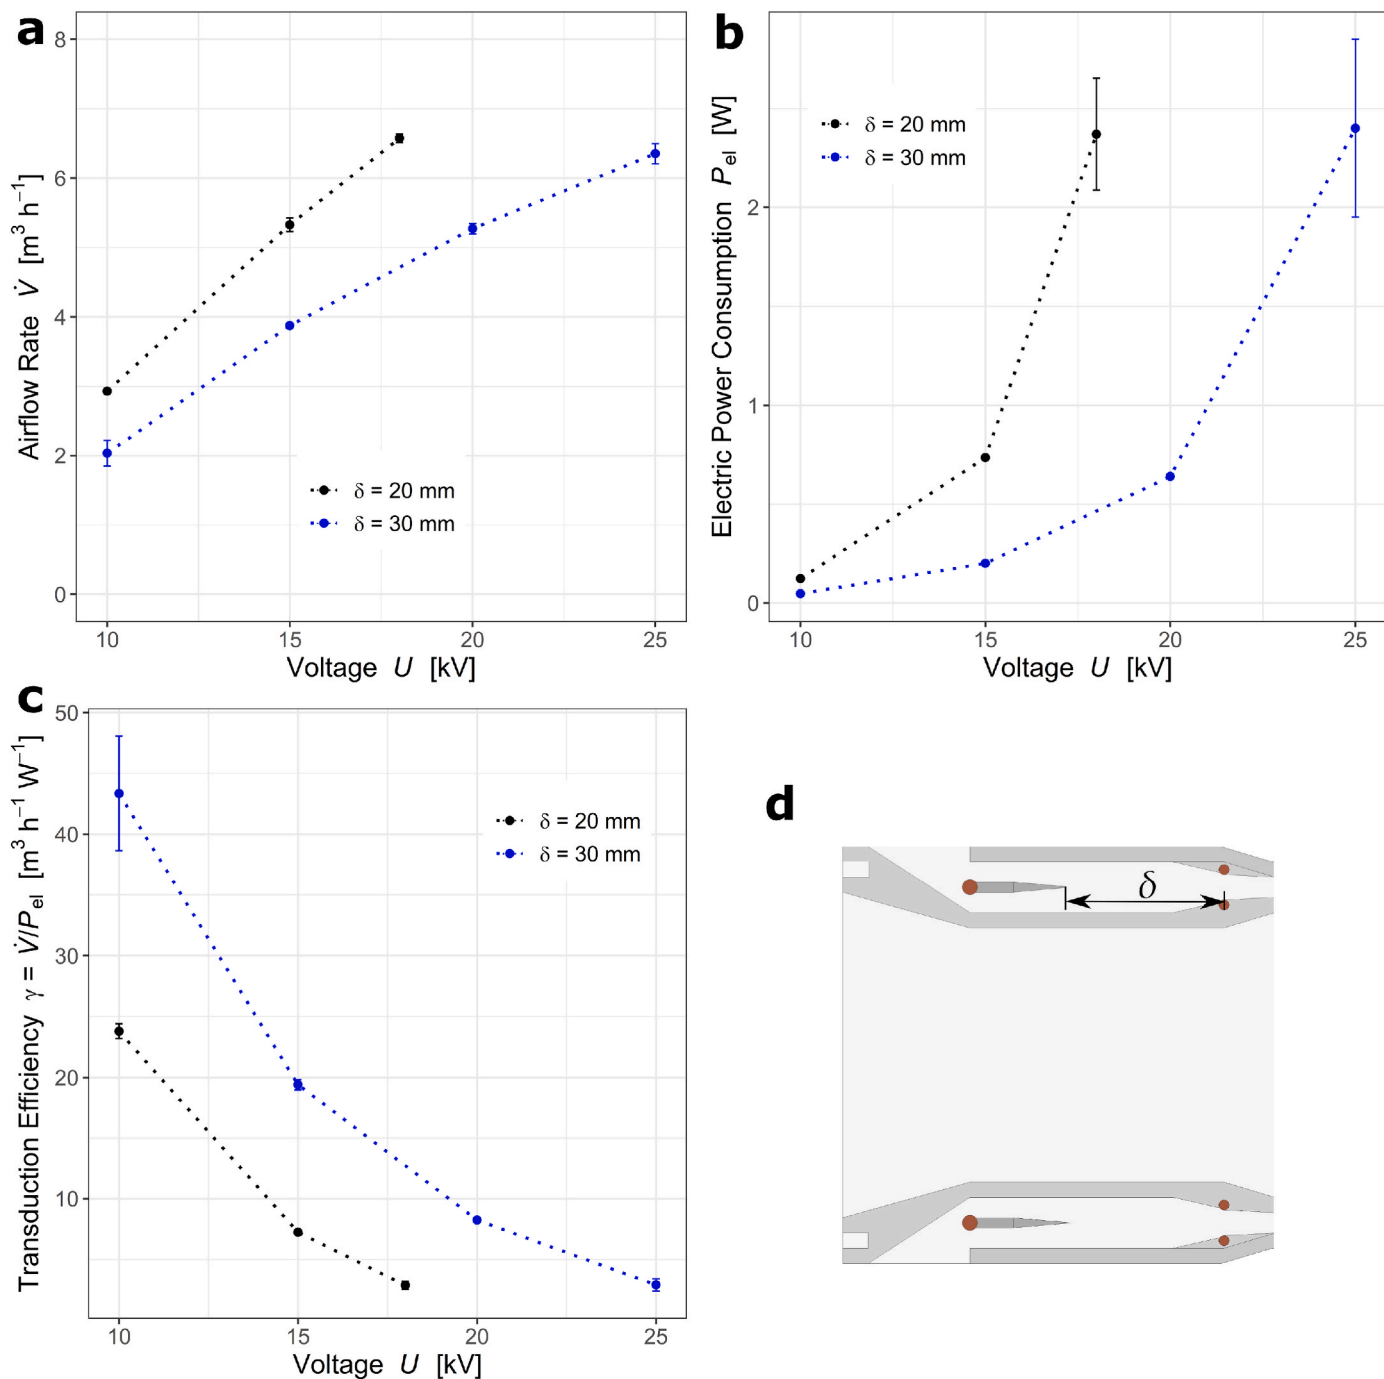 a
8
6
4
2
0
Airflow Rate V̇ [m³ h⁻¹]
δ = 20 mm
δ = 30 mm
10 15 20 25
Voltage U [kV]
b
2
1
0
Electric Power Consumption Pel [W]
δ = 20 mm
δ = 30 mm
10 15 20 25
Voltage U [kV]
c
50
40
30
20
10
Transduction Efficiency γ = V̇/Pel [m³ h⁻¹ W⁻¹]
δ = 20 mm
δ = 30 mm
10 15 20 25
Voltage U [kV]
d
δ